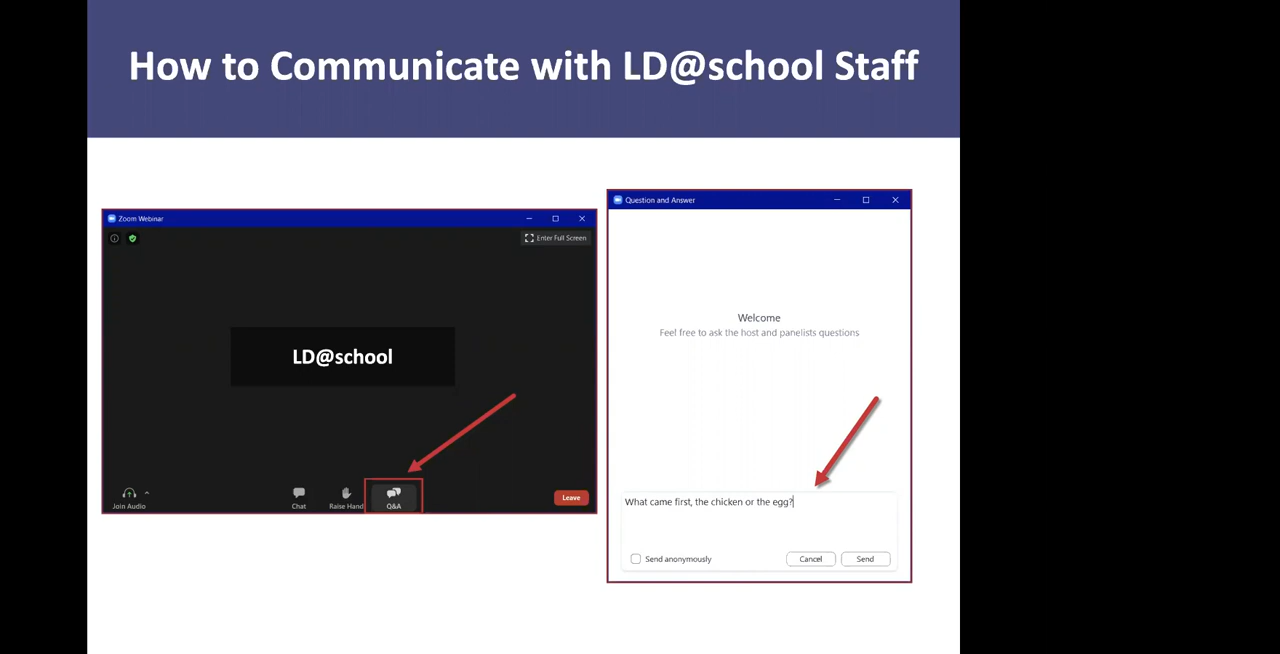 How to Communicate with LD@school Staff
Zoom Webinar
Enter Full Screen
LD@school
Join Audio
Chat
Raise Hand
Q&A
Leave
Question and Answer
Welcome
Feel free to ask the host and panelists questions
What came first, the chicken or the egg?
Send anonymously
Cancel
Send